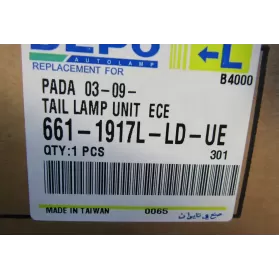 DEPO
AUTOLAMP
REPLACEMENT FOR
L
B4000
PADA 03-09-
TAIL LAMP UNIT ECE
661-1917L-LD-UE
QTY:1 PCS
301
MADE IN TAIWAN
0065